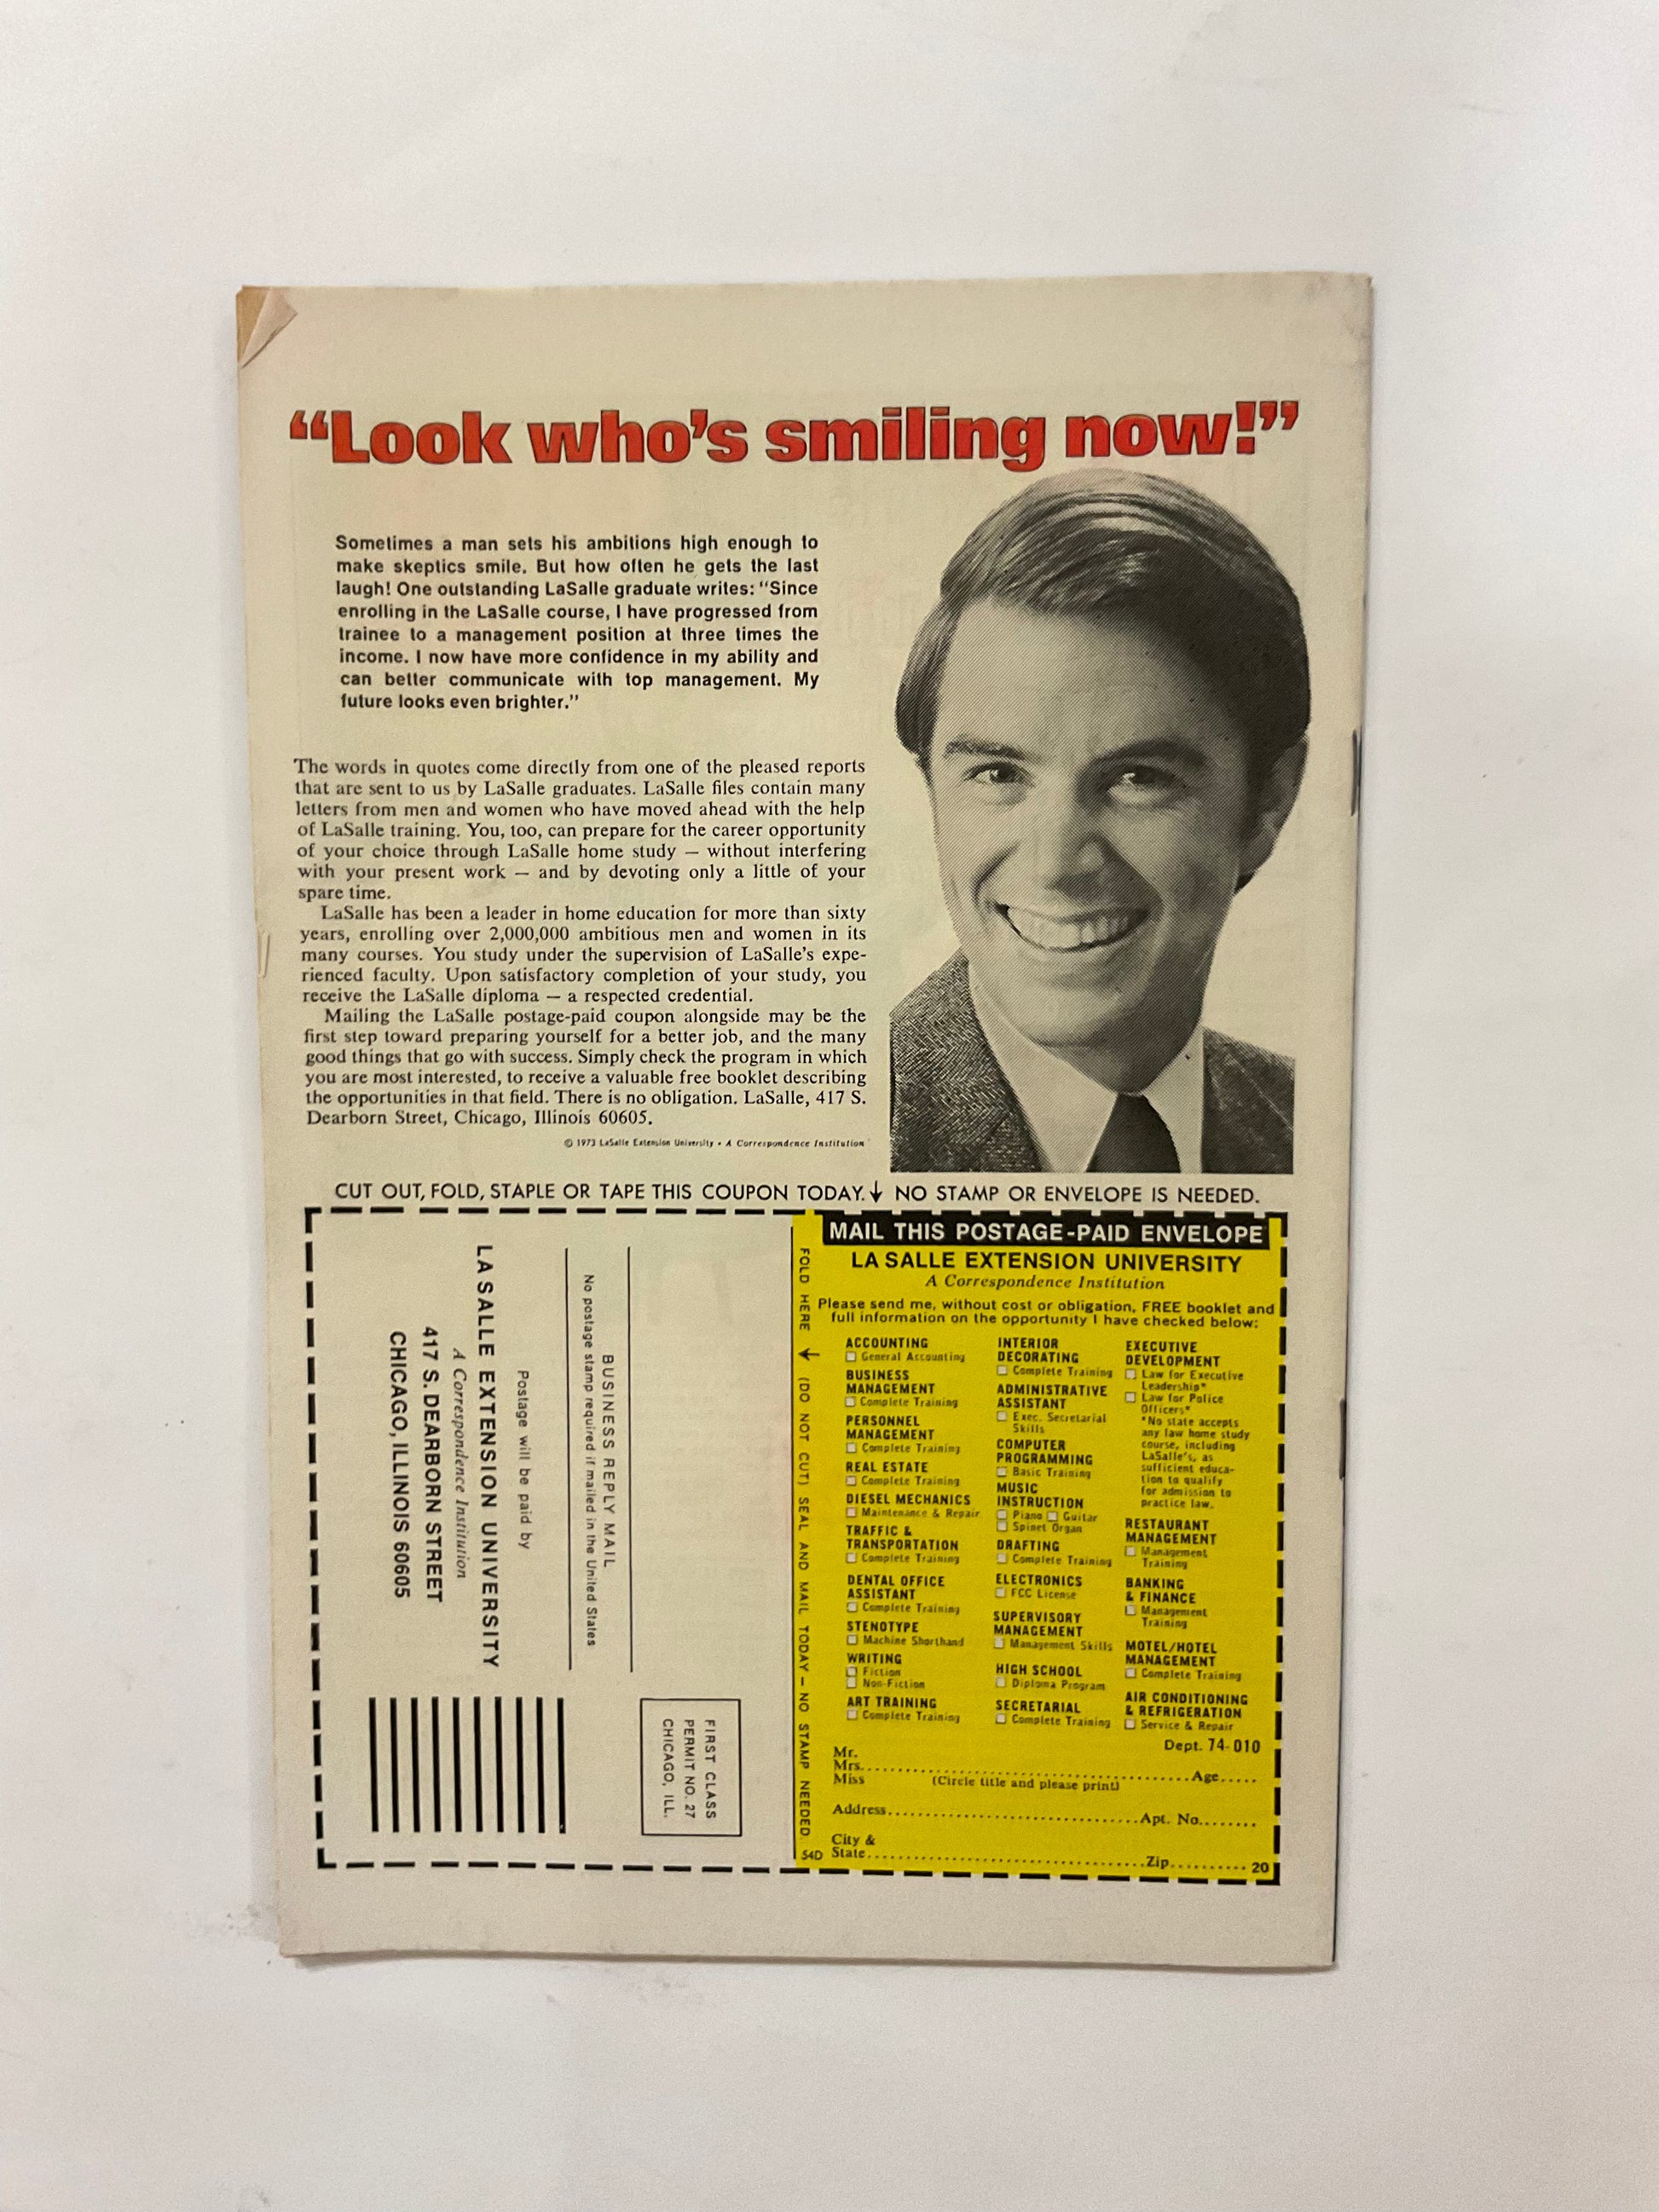 “Look who’s smiling now!”
Sometimes a man sets his ambitions high enough to
make skeptics smile. But how often he gets the last
laugh! One outstanding LaSalle graduate writes: “Since
enrolling in the LaSalle course, I have progressed from
trainee to a management position at three times the
income. I now have more confidence in my ability and
can better communicate with top management. My
future looks even brighter.”
The words in quotes come directly from one of the pleased reports
that are sent to us by LaSalle graduates. LaSalle files contain many
letters from men and women who have moved ahead with the help
of LaSalle training. You, too, can prepare for the career opportunity
of your choice through LaSalle home study — without interfering
with your present work — and by devoting only a little of your
spare time.
LaSalle has been a leader in home education for more than sixty
years, enrolling over 2,000,000 ambitious men and women in its
many courses. You study under the supervision of LaSalle’s expe-
rienced faculty. Upon satisfactory completion of your study, you
receive the LaSalle diploma — a respected credential.
Mailing the LaSalle postage-paid coupon alongside may be the
first step toward preparing yourself for a better job, and the many
good things that go with success. Simply check the program in which
you are most interested, to receive a valuable free booklet describing
the opportunities in that field. There is no obligation. LaSalle, 417 S.
Dearborn Street, Chicago, Illinois 60605.
© 1973 LaSalle Extension University • A Correspondence Institution
CUT OUT, FOLD, STAPLE OR TAPE THIS COUPON TODAY.↓ NO STAMP OR ENVELOPE IS NEEDED.
FIRST CLASS
PERMIT NO. 27
CHICAGO, ILL.
BUSINESS REPLY MAIL
No postage stamp required if mailed in the United States
Postage will be paid by
LA SALLE EXTENSION UNIVERSITY
A Correspondence Institution
417 S. DEARBORN STREET
CHICAGO, ILLINOIS 60605
FOLD HERE ↓ (DO NOT CUT) SEAL AND MAIL TODAY — NO STAMP NEEDED.
54D
MAIL THIS POSTAGE-PAID ENVELOPE
LA SALLE EXTENSION UNIVERSITY
A Correspondence Institution
Please send me, without cost or obligation, FREE booklet and
full information on the opportunity I have checked below:
ACCOUNTING
General Accounting
BUSINESS
MANAGEMENT
Complete Training
PERSONNEL
MANAGEMENT
Complete Training
REAL ESTATE
Complete Training
DIESEL MECHANICS
Maintenance & Repair
TRAFFIC &
TRANSPORTATION
Complete Training
DENTAL OFFICE
ASSISTANT
Complete Training
STENOTYPE
Machine Shorthand
WRITING
Fiction
Non-Fiction
ART TRAINING
Complete Training
INTERIOR
DECORATING
Complete Training
ADMINISTRATIVE
ASSISTANT
Exec. Secretarial
Skills
COMPUTER
PROGRAMMING
Basic Training
MUSIC
INSTRUCTION
Piano Guitar
Spinet Organ
DRAFTING
Complete Training
ELECTRONICS
FCC License
SUPERVISORY
MANAGEMENT
Management Skills
HIGH SCHOOL
Diploma Program
SECRETARIAL
Complete Training
EXECUTIVE
DEVELOPMENT
Law for Executive
Leadership*
Law for Police
Officers*
*No state accepts
any law home study
course, including
LaSalle’s, as
sufficient educa-
tion to qualify
for admission to
practice law.
RESTAURANT
MANAGEMENT
Management
Training
BANKING
& FINANCE
Management
Training
MOTEL/HOTEL
MANAGEMENT
Complete Training
AIR CONDITIONING
& REFRIGERATION
Service & Repair
Dept. 74-010
Mr.
Mrs. Age
Miss (Circle title and please print)
Address Apt. No.
City &
State Zip 20